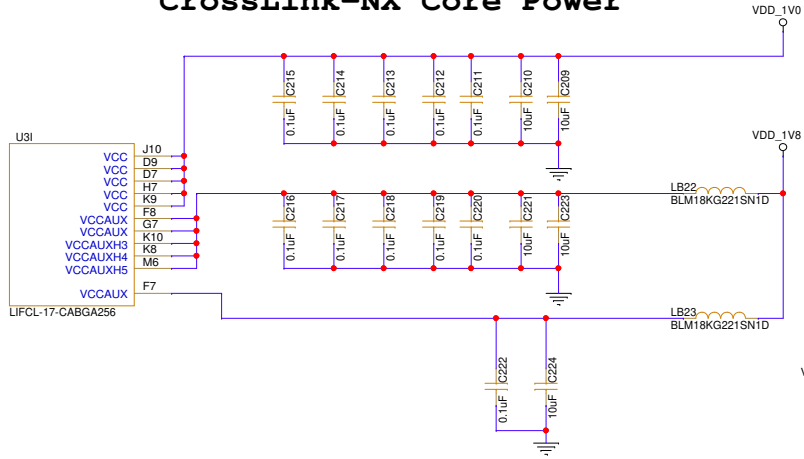 CrossLink-NX Core Power
VDD_1V0
C215
0.1uF
C214
0.1uF
C213
0.1uF
C212
0.1uF
C211
0.1uF
C210
10uF
C209
10uF
U3I
VCC J10
VCC D9
VCC D7
VCC H7
VCC K9
VCCAUX F8
VCCAUX G7
VCCAUXH3 K10
VCCAUXH4 K8
VCCAUXH5 M6
VCCAUX F7
LIFCL-17-CABGA256
VDD_1V8
LB22
BLM18KG221SN1D
C216
0.1uF
C217
0.1uF
C218
0.1uF
C219
0.1uF
C220
0.1uF
C221
10uF
C223
10uF
LB23
BLM18KG221SN1D
C222
0.1uF
C224
10uF